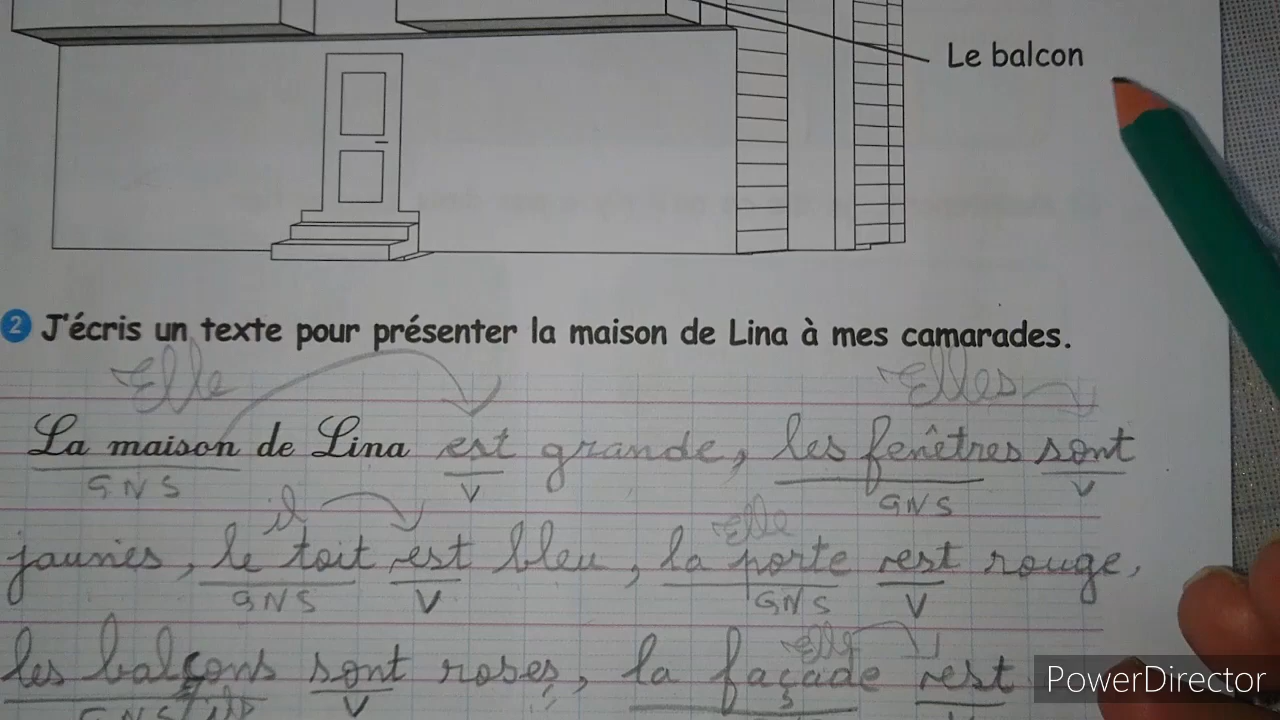 Le balcon
2 J'écris un texte pour présenter la maison de Lina à mes camarades.
Elle Elles
La maison de Lina est grande, les fenêtres sont
GNS V GNS V
il Elle
jaunes, le toit est bleu, la porte est rouge,
GNS V GNS V
Elle
les balcons sont roses, la façade est
GNS V
PowerDirector